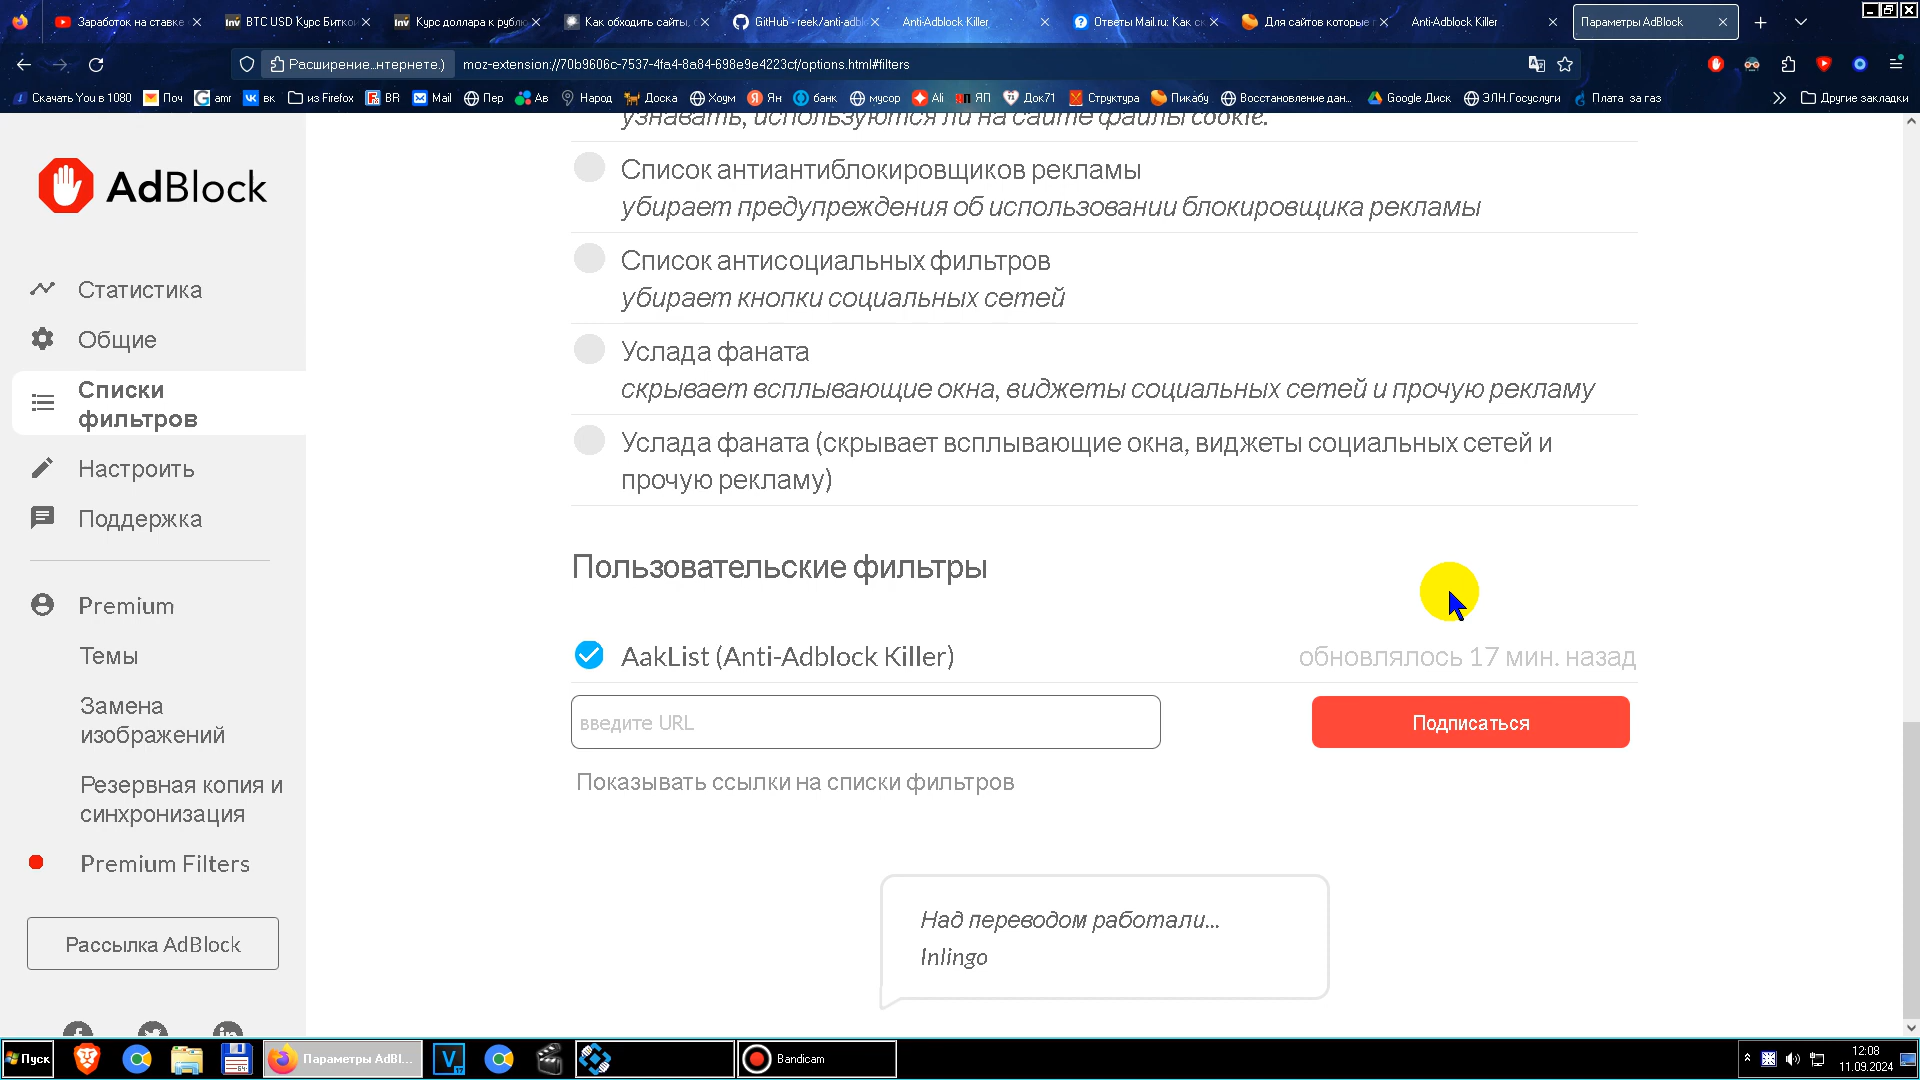 Заработок на ставке
BTC USD Курс Битко
Курс доллара к рублю
Как обходить сайты,
GitHub - reek/anti-adblo
Anti-Adblock Killer
Ответы Mail.ru: Как с
Для сайтов которые
Anti-Adblock Killer
Параметры AdBlock
Расширение...нтернете.)
moz-extension://70b9606c-7537-4fa4-8a84-698e9e4223cf/options.html#filters
Скачать You в 1080
Поч
amг
вк
из Firefox
BR
Mail
Пер
Ав
Народ
Доска
Хоум
Ян
банк
мусор
Ali
ЯП
Док71
Структура
Пикабу
Восстановление дан...
Google Диск
ЭЛН.Госуслуги
Плата за газ
Другие закладки
узнавать, используются ли на сайте файлы cookie.
AdBlock
Статистика
Общие
Списки
фильтров
Настроить
Поддержка
Premium
Темы
Замена
изображений
Резервная копия и
синхронизация
Premium Filters
Рассылка AdBlock
Список антиантиблокировщиков рекламы
убирает предупреждения об использовании блокировщика рекламы
Список антисоциальных фильтров
убирает кнопки социальных сетей
Услада фаната
скрывает всплывающие окна, виджеты социальных сетей и прочую рекламу
Услада фаната (скрывает всплывающие окна, виджеты социальных сетей и
прочую рекламу)
Пользовательские фильтры
AakList (Anti-Adblock Killer)
обновлялось 17 мин. назад
введите URL
Подписаться
Показывать ссылки на списки фильтров
Над переводом работали...
Inlingo
Пуск
Параметры AdBl...
Bandicam
12:08
11.09.2024